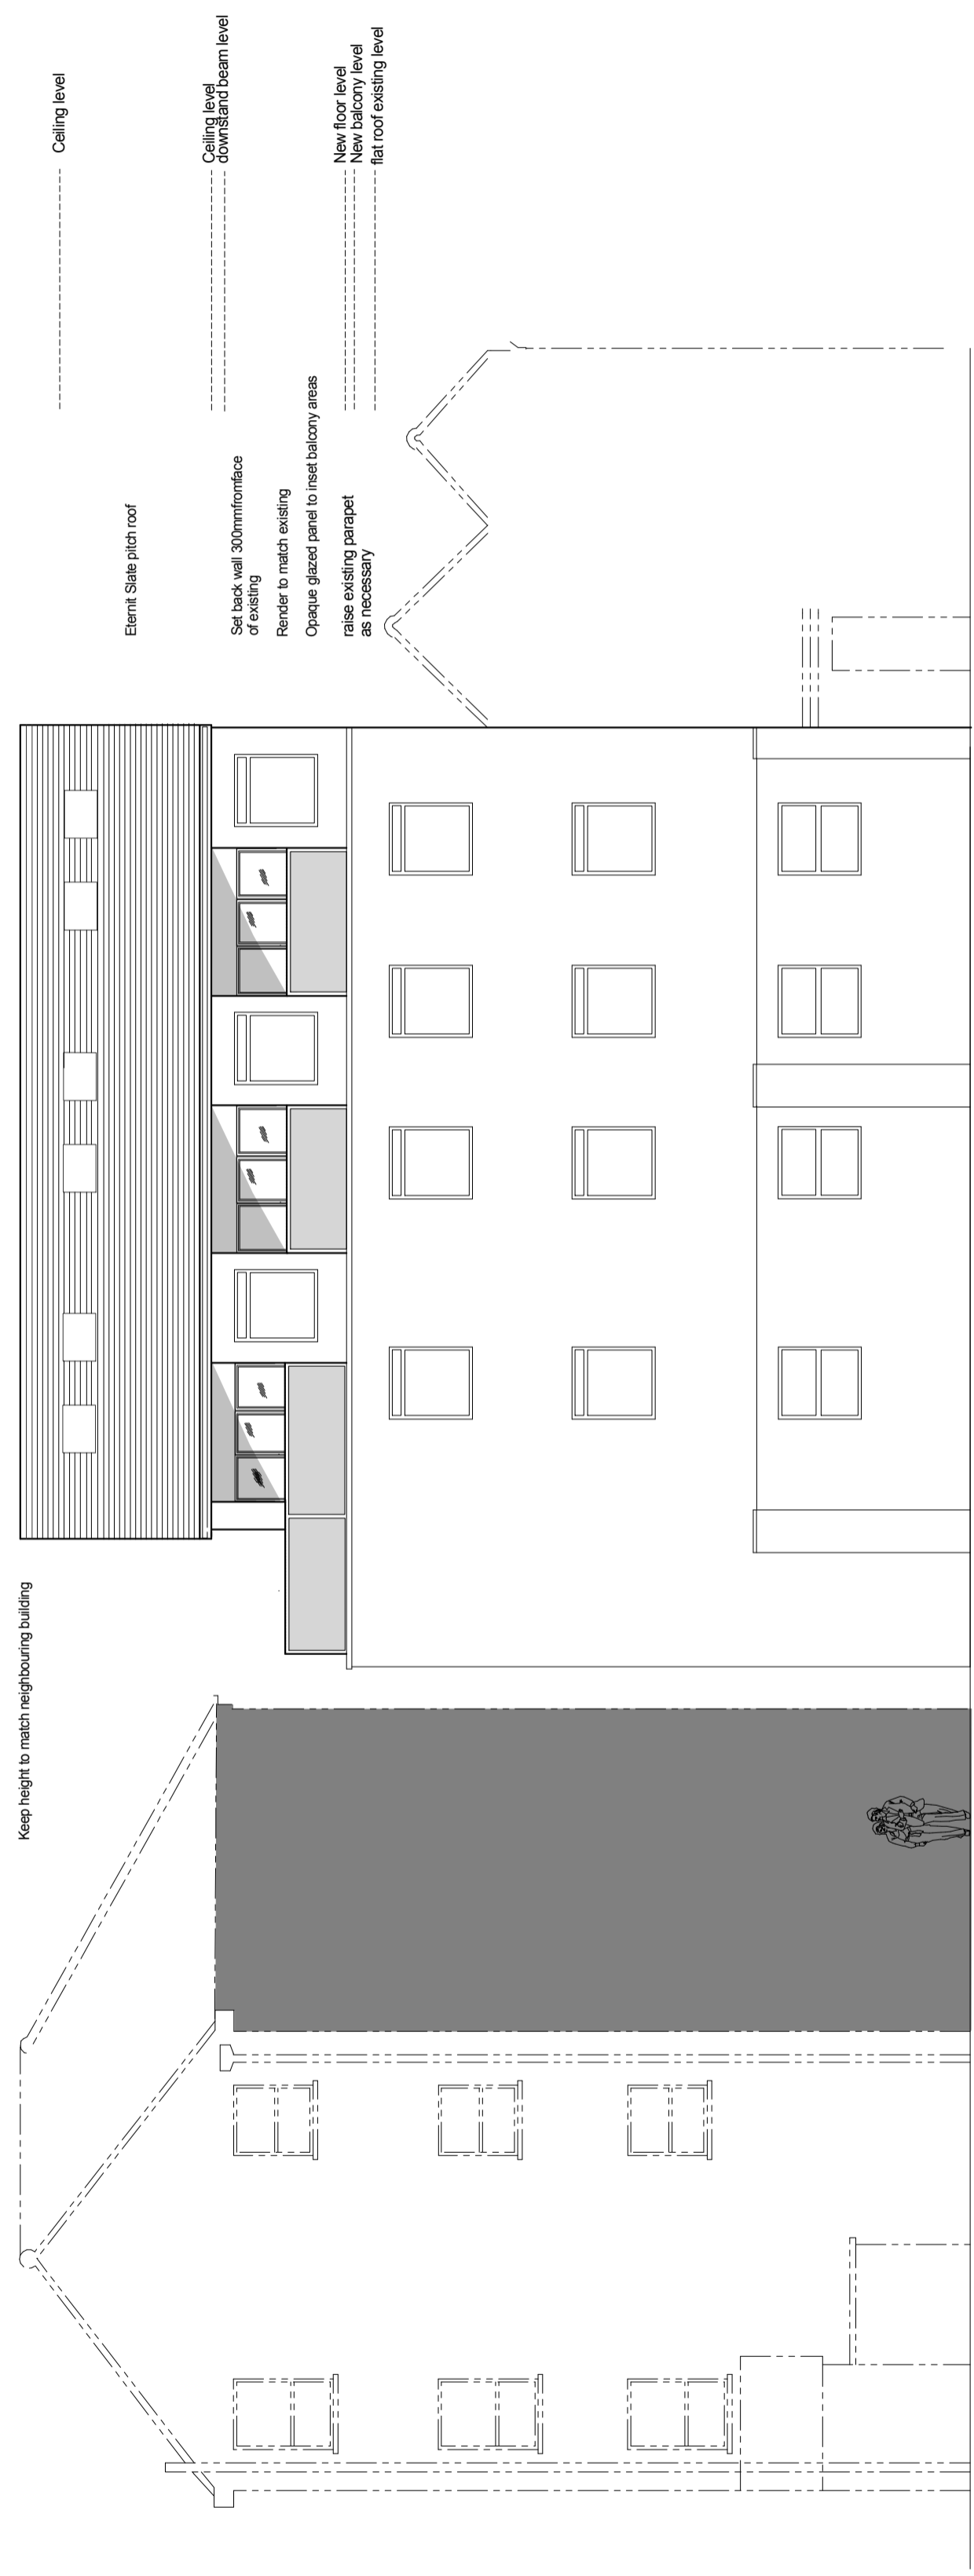 Keep height to match neighbouring building
Eternit Slate pitch roof
Set back wall 300mmfromface
of existing
Render to match existing
Opaque glazed panel to inset balcony areas
raise existing parapet
as necessary
Ceiling level
Ceiling level
downstand beam level
New floor level
New balcony level
flat roof existing level